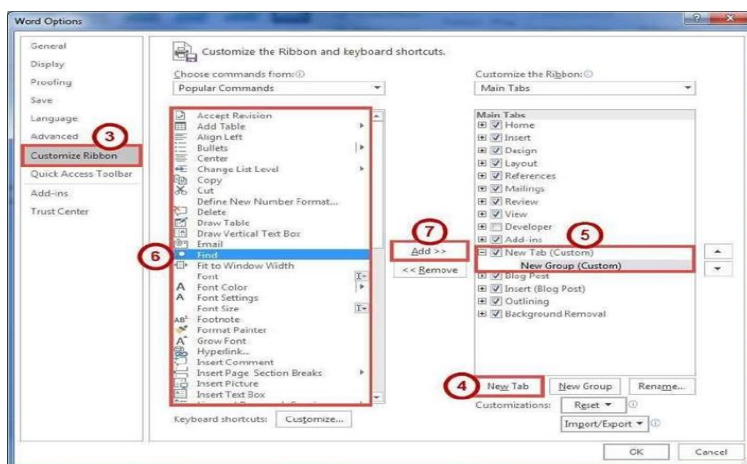 Word Options
General
Display
Proofing
Save
Language
Advanced
3
Customize Ribbon
Quick Access Toolbar
Add-ins
Trust Center
Customize the Ribbon and keyboard shortcuts.
Choose commands from:
Popular Commands
6
Accept Revision
Add Table
Align Left
Bullets
Center
Change List Level
Copy
Cut
Define New Number Format...
Delete
Draw Table
Draw Vertical Text Box
Email
Find
Fit to Window Width
Font
Font Color
Font Settings
Font Size
Footnote
Format Painter
Grow Font
Hyperlink...
Insert Comment
Insert Page Section Breaks
Insert Picture
Insert Text Box
Keyboard shortcuts: Customize...
7
Add >>
<< Remove
Customize the Ribbon:
Main Tabs
Main Tabs
Home
Insert
Design
Layout
References
Mailings
Review
View
Developer
5
Add-ins
New Tab (Custom)
New Group (Custom)
Blog Post
Insert (Blog Post)
Outlining
Background Removal
4
New Tab New Group Rename...
Customizations: Reset
Import/Export
OK Cancel